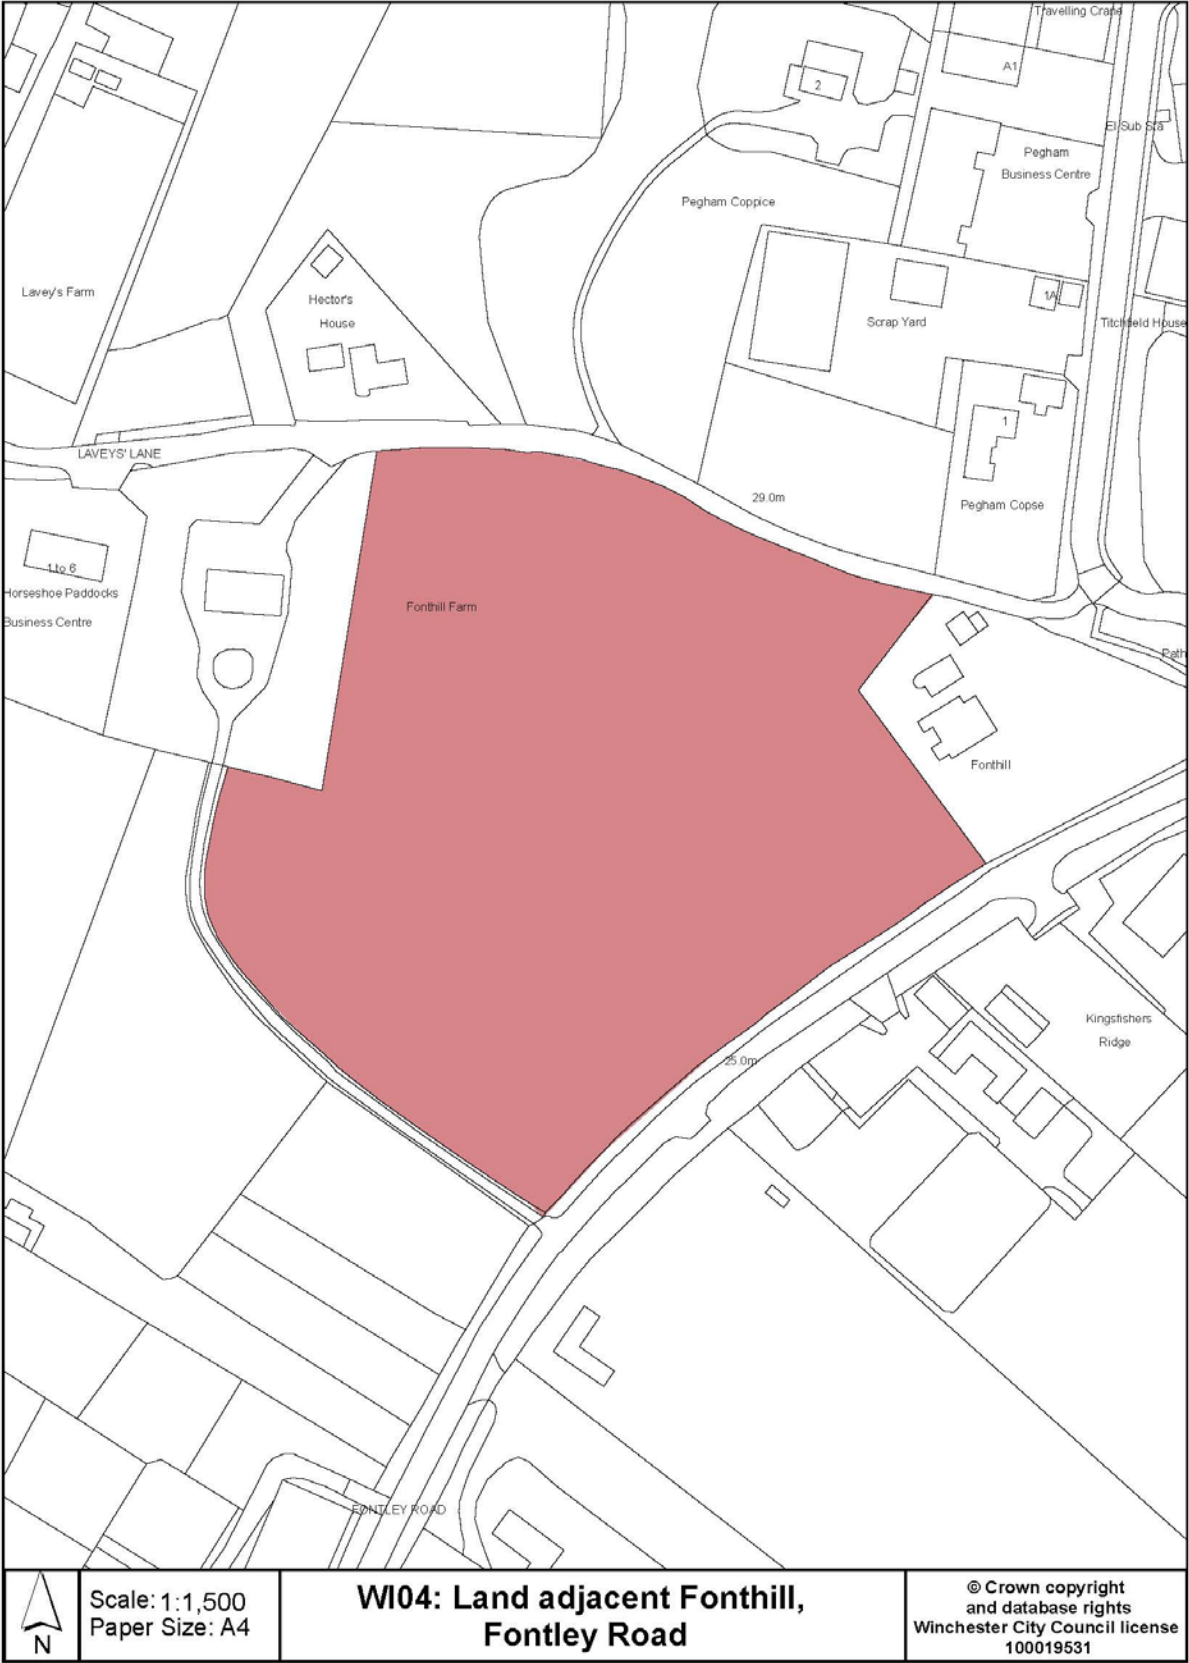 Travelling Crane
A1
2
El Sub Sta
Pegham
Business Centre
Pegham Coppice
Lavey's Farm
Hector's
House
1A
Scrap Yard
Titchfield House
1
LAVEYS' LANE
29.0m
Pegham Copse
1 to 6
Horseshoe Paddocks
Business Centre
Fonthill Farm
Path
Fonthill
Kingsfishers
Ridge
25.0m
FONTLEY ROAD
N
Scale: 1:1,500
Paper Size: A4
WI04: Land adjacent Fonthill,
Fontley Road
© Crown copyright
and database rights
Winchester City Council license
100019531